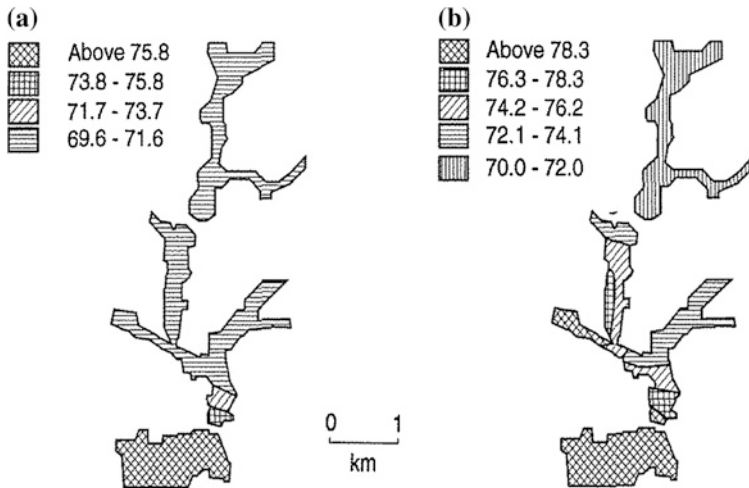 (a)
Above 75.8
73.8 - 75.8
71.7 - 73.7
69.6 - 71.6
(b)
Above 78.3
76.3 - 78.3
74.2 - 76.2
72.1 - 74.1
70.0 - 72.0
0 1
km